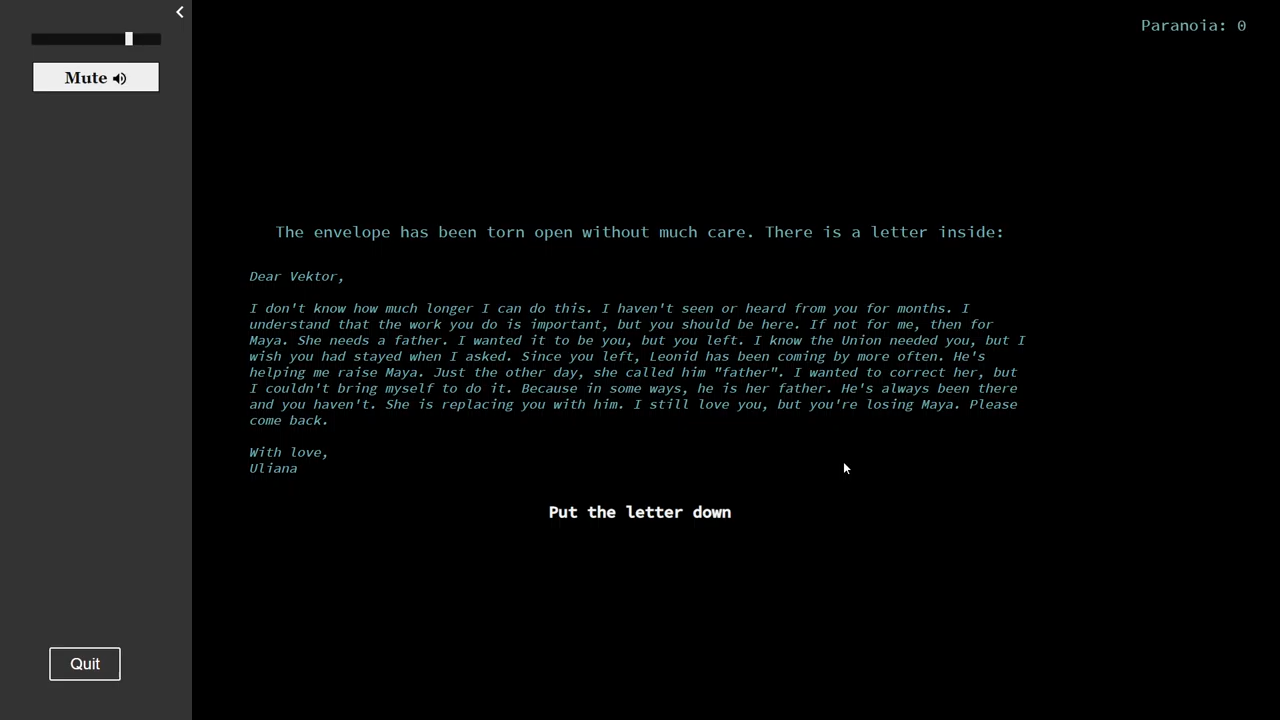 Paranoia: 0
Mute
The envelope has been torn open without much care. There is a letter inside:
Dear Vektor,
I don't know how much longer I can do this. I haven't seen or heard from you for months. I
understand that the work you do is important, but you should be here. If not for me, then for
Maya. She needs a father. I wanted it to be you, but you left. I know the Union needed you, but I
wish you had stayed when I asked. Since you left, Leonid has been coming by more often. He's
helping me raise Maya. Just the other day, she called him "father". I wanted to correct her, but
I couldn't bring myself to do it. Because in some ways, he is her father. He's always been there
and you haven't. She is replacing you with him. I still love you, but you're losing Maya. Please
come back.
With love,
Uliana
Put the letter down
Quit